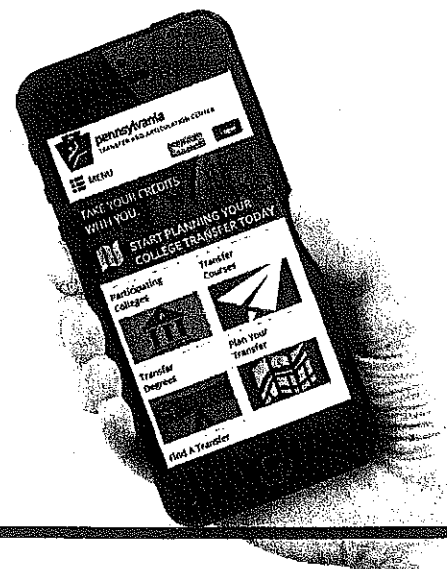 pennsylvania
TRANSFER AND ARTICULATION CENTER
MENU
TAKE YOUR CREDITS
WITH YOU.
START PLANNING YOUR
COLLEGE TRANSFER TODAY
Participating
Colleges
Transfer
Courses
Transfer
Degrees
Plan Your
Transfer
Find A Transfer